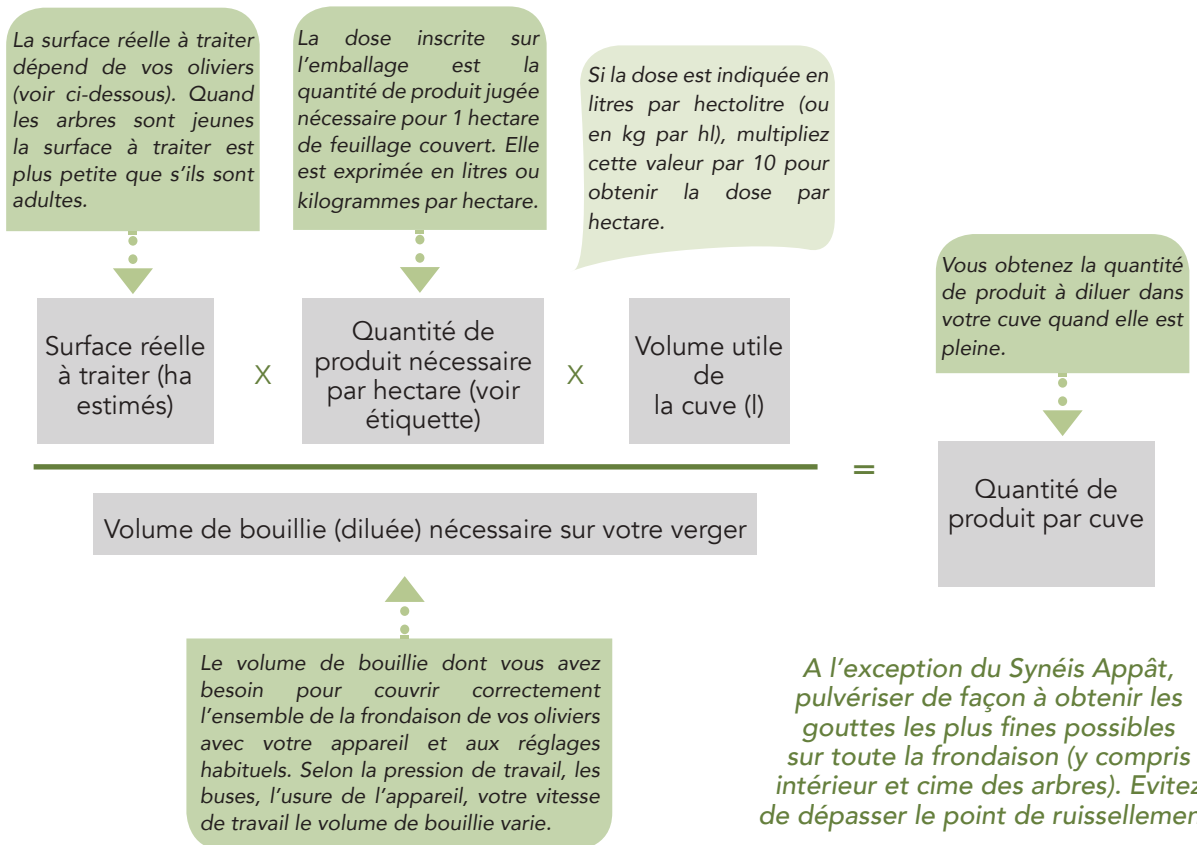 La surface réelle à traiter
dépend de vos oliviers
(voir ci-dessous). Quand
les arbres sont jeunes
la surface à traiter est
plus petite que s'ils sont
adultes.
La dose inscrite sur
l'emballage est la
quantité de produit jugée
nécessaire pour 1 hectare
de feuillage couvert. Elle
est exprimée en litres ou
kilogrammes par hectare.
Si la dose est indiquée en
litres par hectolitre (ou
en kg par hl), multipliez
cette valeur par 10 pour
obtenir la dose par
hectare.
Vous obtenez la quantité
de produit à diluer dans
votre cuve quand elle est
pleine.
Surface réelle
à traiter (ha
estimés)
X
Quantité de
produit nécessaire
par hectare (voir
étiquette)
X
Volume utile
de
la cuve (l)
=
Quantité de
produit par cuve
Volume de bouillie (diluée) nécessaire sur votre verger
Le volume de bouillie dont vous avez
besoin pour couvrir correctement
l'ensemble de la frondaison de vos oliviers
avec votre appareil et aux réglages
habituels. Selon la pression de travail, les
buses, l'usure de l'appareil, votre vitesse
de travail le volume de bouillie varie.
A l'exception du Synéis Appât,
pulvériser de façon à obtenir les
gouttes les plus fines possibles
sur toute la frondaison (y compris
intérieur et cime des arbres). Evitez
de dépasser le point de ruissellemen